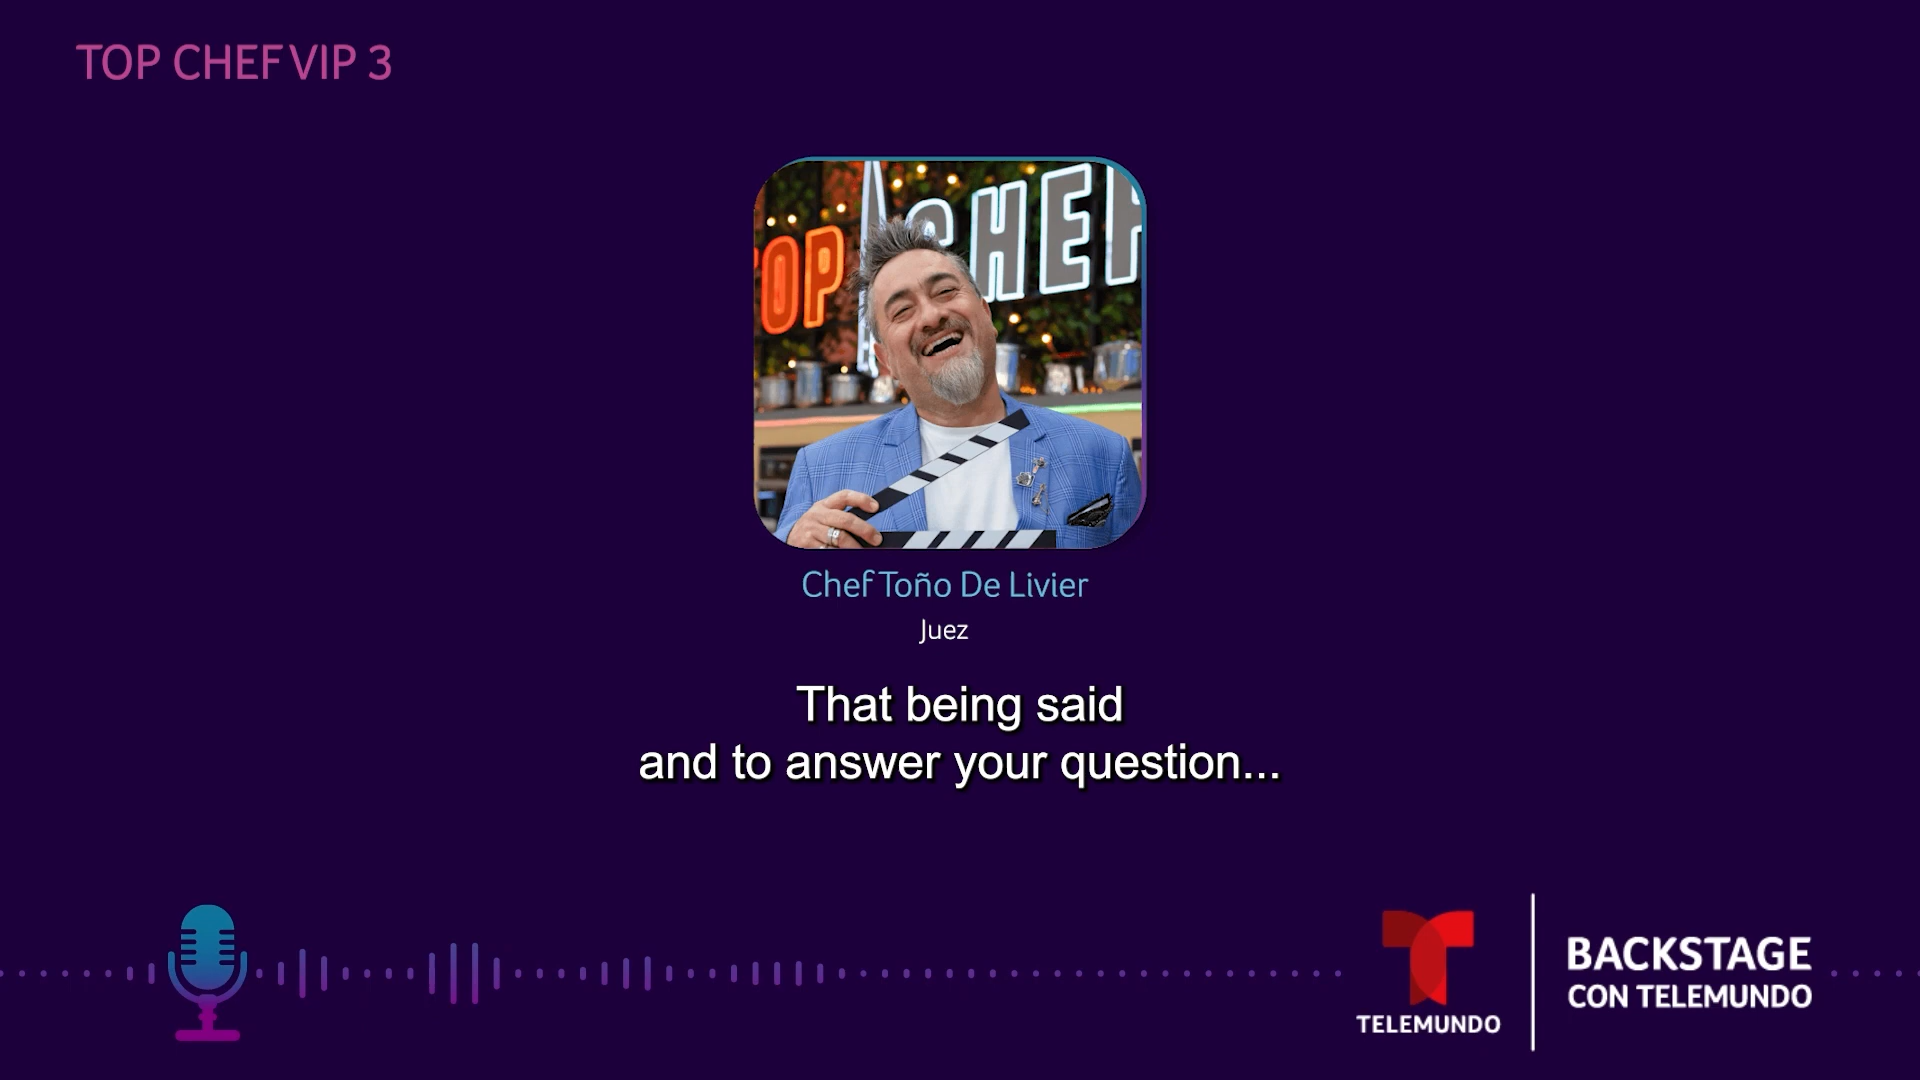 TOP CHEF VIP 3
TOP CHEF
Chef Toño De Livier
Juez
That being said
and to answer your question...
TELEMUNDO
BACKSTAGE
CON TELEMUNDO